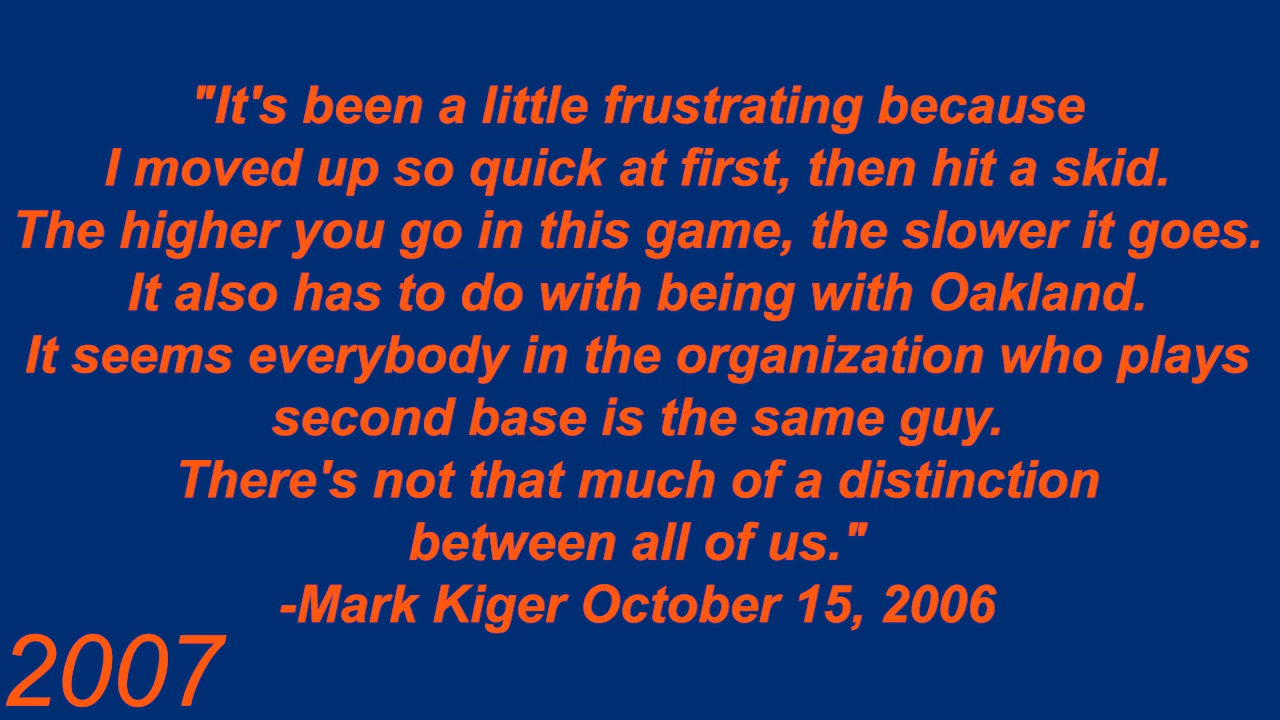 "It's been a little frustrating because
I moved up so quick at first, then hit a skid.
The higher you go in this game, the slower it goes.
It also has to do with being with Oakland.
It seems everybody in the organization who plays
second base is the same guy.
There's not that much of a distinction
between all of us."
-Mark Kiger October 15, 2006
2007